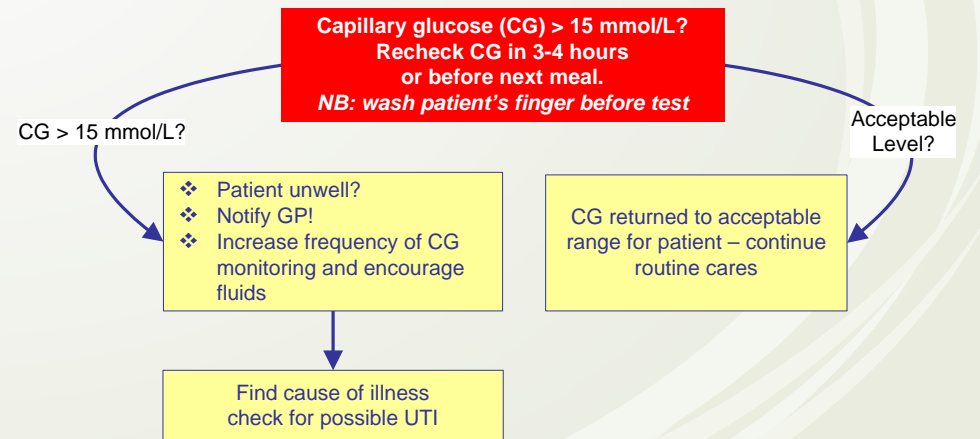 Capillary glucose (CG) > 15 mmol/L?
Recheck CG in 3-4 hours
or before next meal.
NB: wash patient's finger before test
CG > 15 mmol/L?
Acceptable
Level?
❖ Patient unwell?
❖ Notify GP!
❖ Increase frequency of CG
monitoring and encourage
fluids
CG returned to acceptable
range for patient – continue
routine cares
Find cause of illness
check for possible UTI